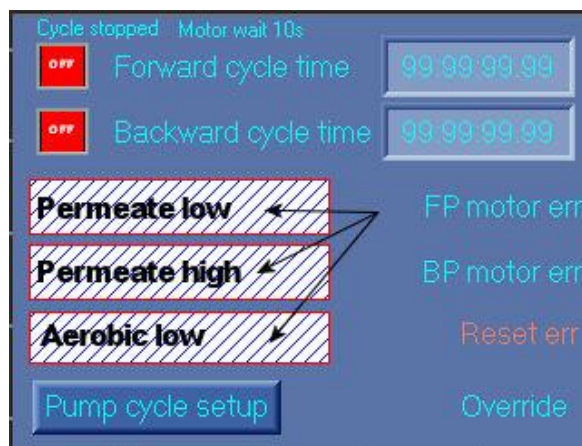 Cycle stopped Motor wait 10s
OFF Forward cycle time 99:99:99.99
OFF Backward cycle time 99:99:99.99
Permeate low FP motor err
Permeate high BP motor err
Aerobic low Reset err
Pump cycle setup Override